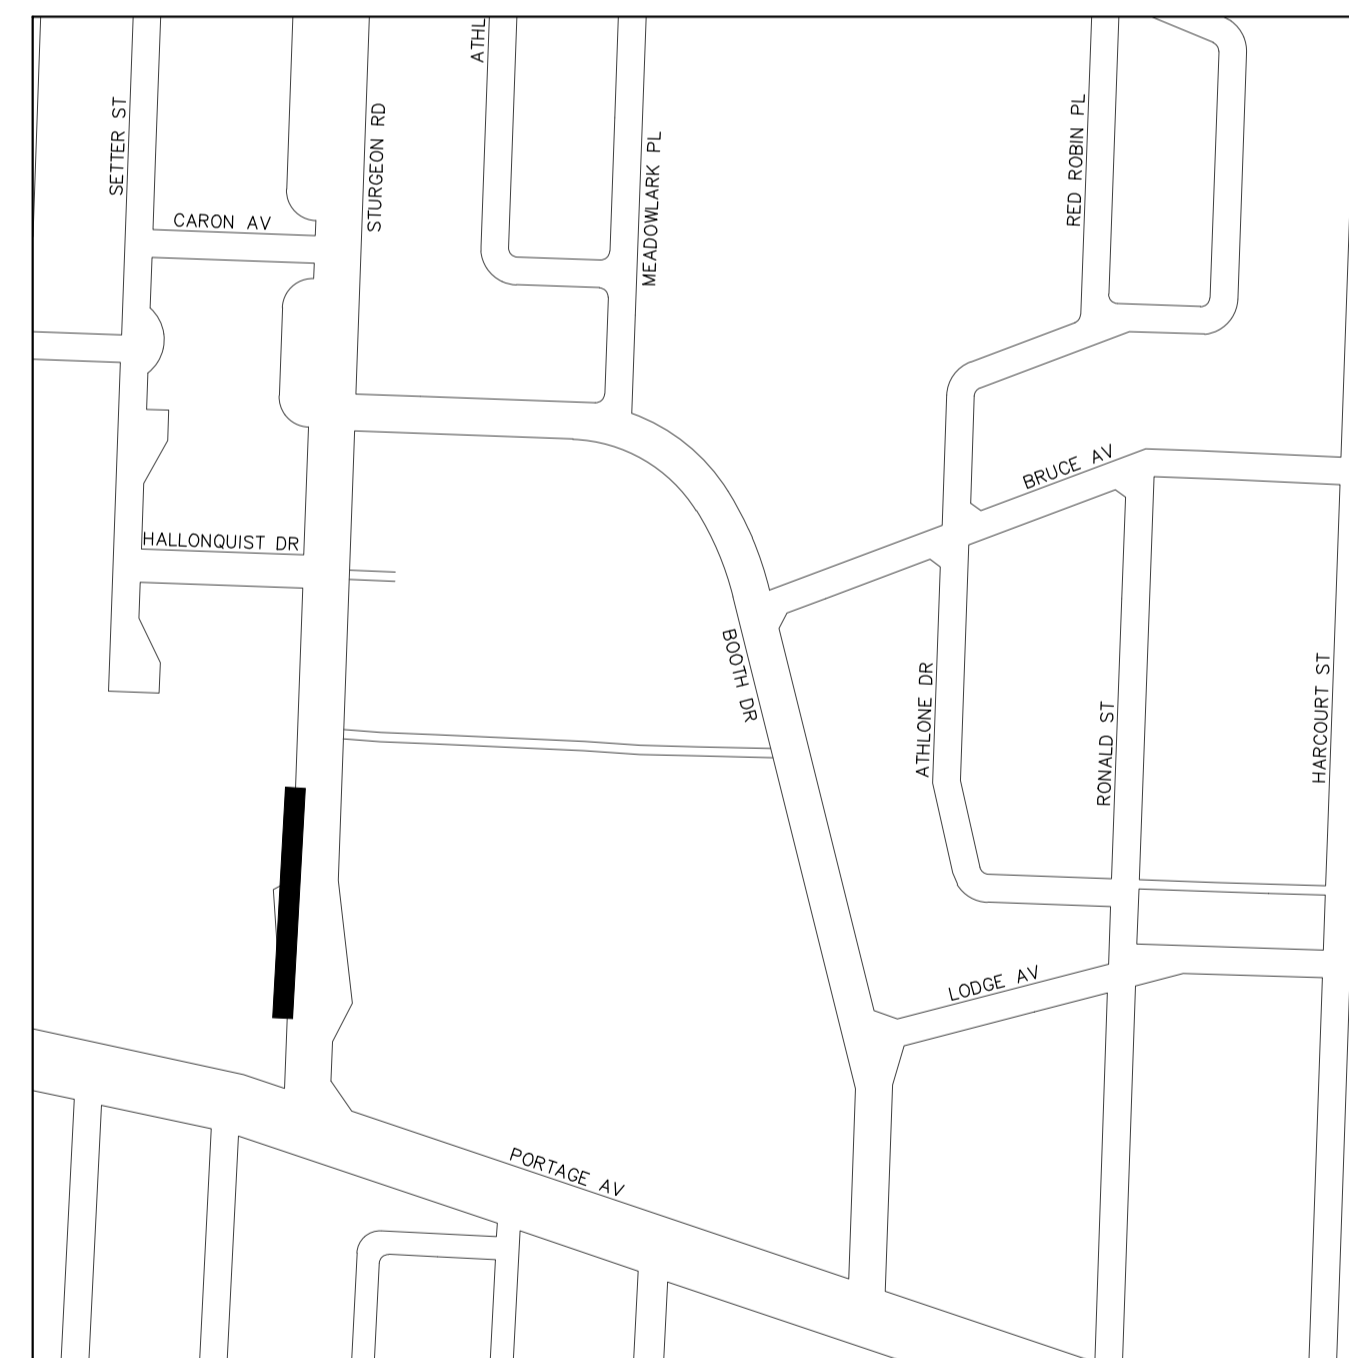 ATHL
SETTER ST
STURGEON RD
MEADOWLARK PL
RED ROBIN PL
CARON AV
BRUCE AV
HALLONQUIST DR
BOOTH DR
ATHLONE DR
RONALD ST
HARCOURT ST
LODGE AV
PORTAGE AV